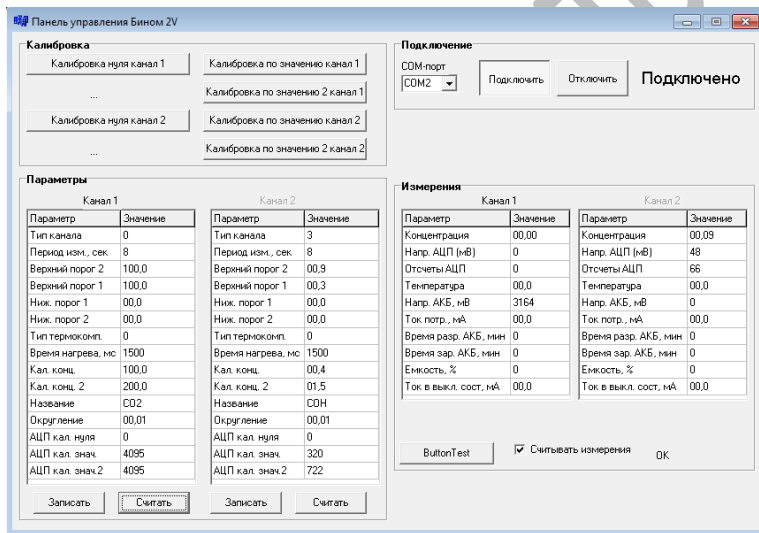 Панель управления Бином 2V
Калибровка
Калибровка нуля канал 1
Калибровка по значению канал 1
...
Калибровка по значению 2 канал 1
Калибровка нуля канал 2
Калибровка по значению канал 2
...
Калибровка по значению 2 канал 2
Подключение
COM-порт
COM2
Подключить
Отключить
Подключено
Параметры
Канал 1
Параметр Значение
Тип канала 0
Период изм., сек 8
Верхний порог 2 100,0
Верхний порог 1 100,0
Ниж. порог 1 00,0
Ниж. порог 2 00,0
Тип термокомп. 0
Время нагрева, мс 1500
Кал. конц. 100,0
Кал. конц. 2 200,0
Название CO2
Округление 00,01
АЦП кал. нуля 0
АЦП кал. знач. 4095
АЦП кал. знач.2 4095
Записать Считать
Канал 2
Параметр Значение
Тип канала 3
Период изм., сек 8
Верхний порог 2 00,9
Верхний порог 1 00,3
Ниж. порог 1 00,0
Ниж. порог 2 00,0
Тип термокомп. 0
Время нагрева, мс 1500
Кал. конц. 00,4
Кал. конц. 2 01,5
Название COH
Округление 00,01
АЦП кал. нуля 0
АЦП кал. знач. 320
АЦП кал. знач.2 722
Записать Считать
Измерения
Канал 1
Параметр Значение
Концентрация 00,00
Напр. АЦП (мВ) 0
Отсчеты АЦП 0
Температура 00,0
Напр. АКБ, мВ 3164
Ток потр., мА 00,0
Время разр. АКБ, мин 0
Время зар. АКБ, мин 0
Емкость, % 0
Ток в выкл. сост, мА 00,0
Канал 2
Параметр Значение
Концентрация 00,09
Напр. АЦП (мВ) 48
Отсчеты АЦП 66
Температура 00,0
Напр. АКБ, мВ 0
Ток потр., мА 00,0
Время разр. АКБ, мин 0
Время зар. АКБ, мин 0
Емкость, % 0
Ток в выкл. сост, мА 00,0
ButtonTest
Считывать измерения
OK